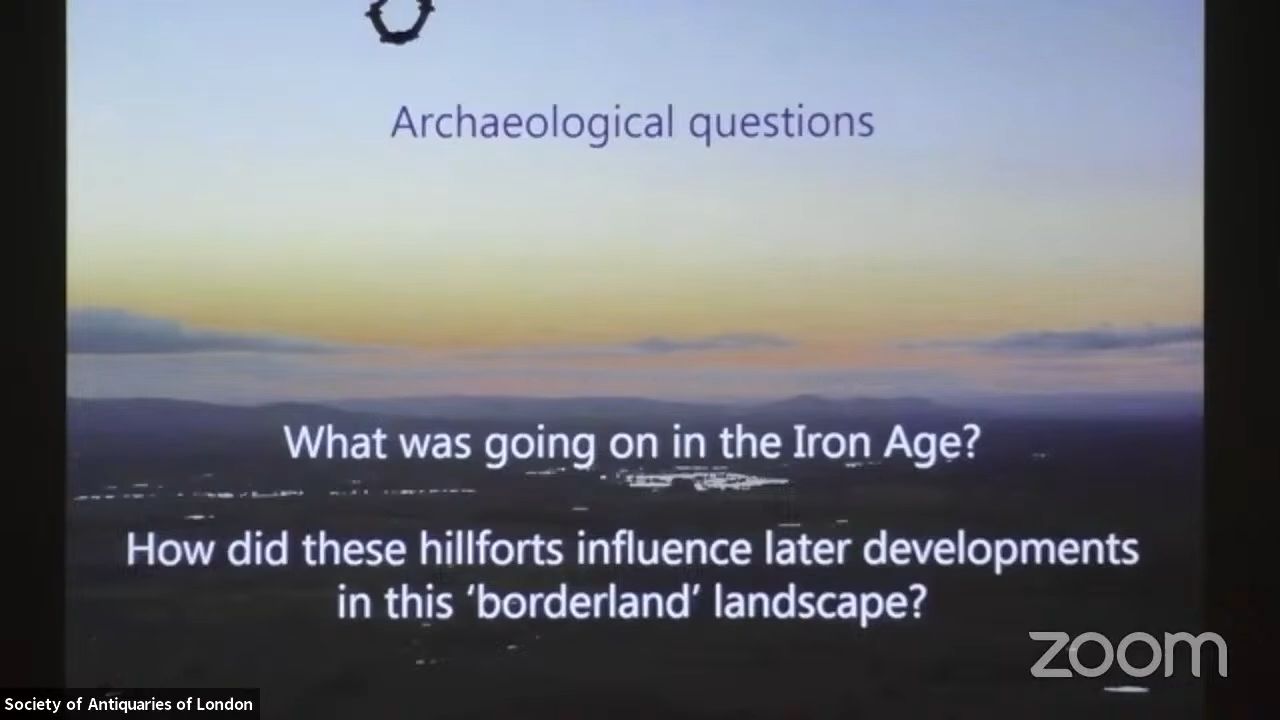 Archaeological questions
What was going on in the Iron Age?
How did these hillforts influence later developments
in this ‘borderland’ landscape?
zoom
Society of Antiquaries of London